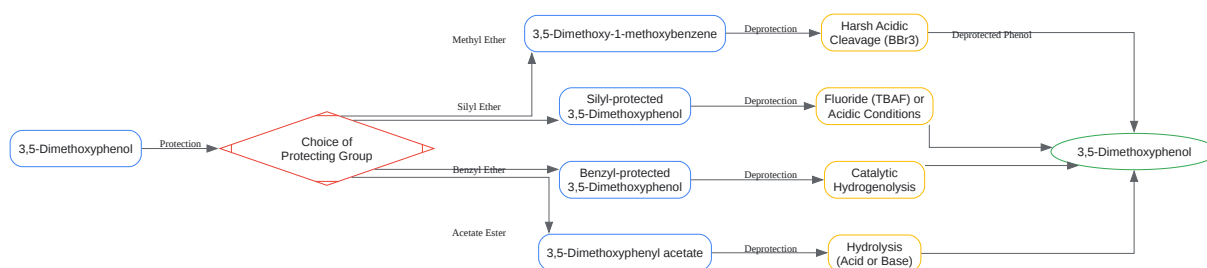 3,5-Dimethoxyphenol
Protection
Choice of
Protecting Group
Methyl Ether
3,5-Dimethoxy-1-methoxybenzene
Deprotection
Harsh Acidic
Cleavage (BBr3)
Deprotected Phenol
Silyl Ether
Silyl-protected
3,5-Dimethoxyphenol
Deprotection
Fluoride (TBAF) or
Acidic Conditions
Benzyl Ether
Benzyl-protected
3,5-Dimethoxyphenol
Deprotection
Catalytic
Hydrogenolysis
Acetate Ester
3,5-Dimethoxyphenyl acetate
Deprotection
Hydrolysis
(Acid or Base)
3,5-Dimethoxyphenol